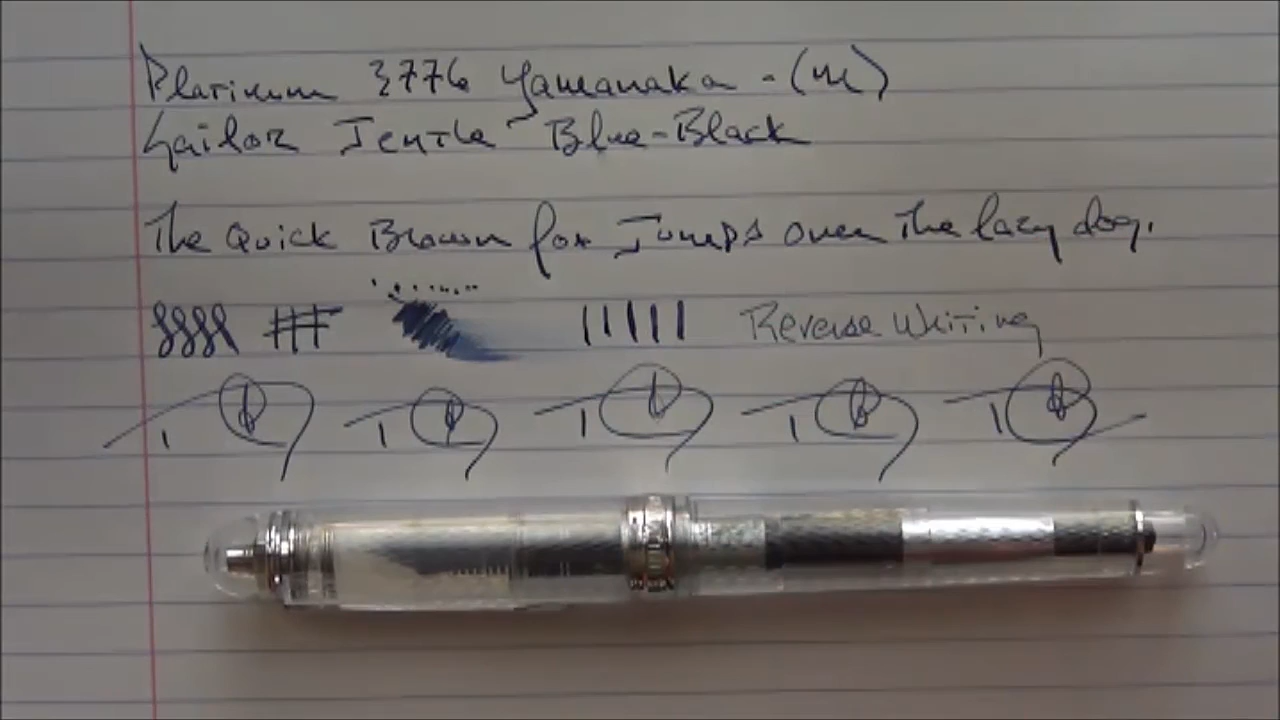 Platinum 3776 Yamanaka - (M)
Sailor Jentle Blue-Black
The Quick Brown fox Jumps over The lazy dog.
Reverse Writing